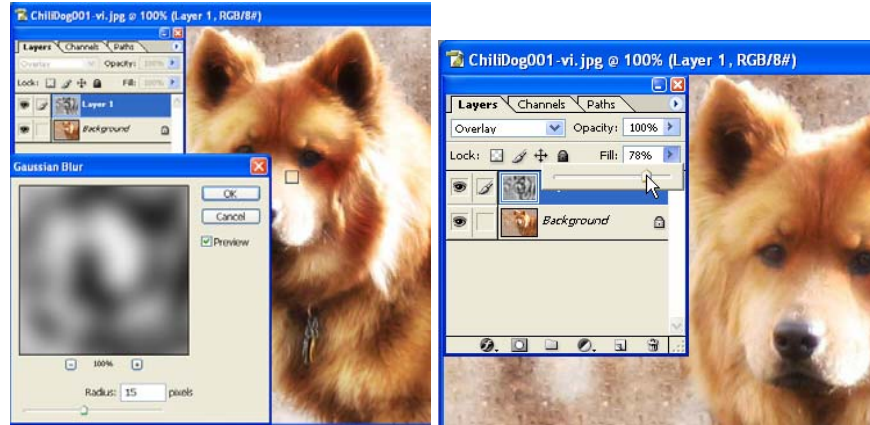 ChiliDog001-vi.jpg @ 100% (Layer 1, RGB/8#)
Layers Channels Paths
Overlay Opacity: 100%
Lock: Fill: 100%
Layer 1
Background
Gaussian Blur
OK
Cancel
Preview
100%
Radius: 15 pixels
ChiliDog001-vi.jpg @ 100% (Layer 1, RGB/8#)
Layers Channels Paths
Overlay Opacity: 100%
Lock: Fill: 78%
Background